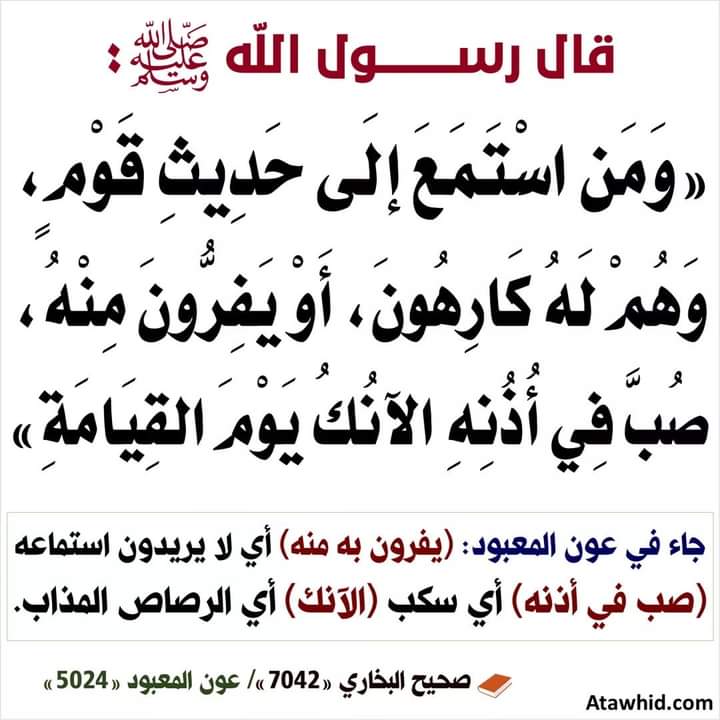 قال رسـول الله ﷺ :
«وَمَن اسْتَمَعَ إِلَى حَدِيثِ قَوْمٍ،
وَهُمْ لَهُ كَارِهُونَ، أَوْ يَفِرُّونَ مِنْهُ،
صُبَّ فِي أُذُنِهِ الآنُكُ يَوْمَ القِيَامَةِ»
جاء في عون المعبود: (يفرون به منه) أي لا يريدون استماعه
(صب في أذنه) أي سكب (الآنك) أي الرصاص المذاب.
صحيح البخاري «7042»/ عون المعبود «5024»
Atawhid.com